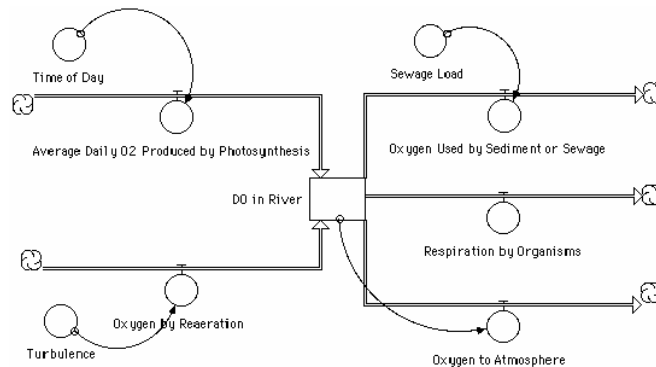 Time of Day
Sewage Load
Average Daily O2 Produced by Photosynthesis
Oxygen Used by Sediment or Sewage
DO in River
Respiration by Organisms
Oxygen by Reaeration
Turbulence
Oxygen to Atmosphere